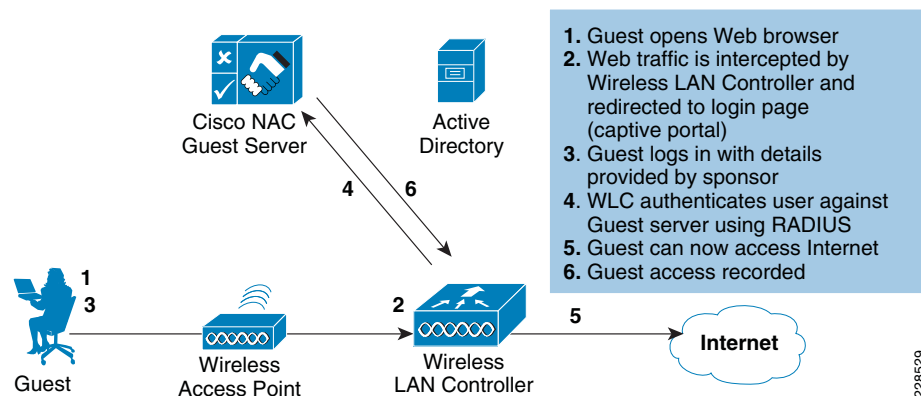 1. Guest opens Web browser
2. Web traffic is intercepted by
Wireless LAN Controller and
redirected to login page
(captive portal)
3. Guest logs in with details
provided by sponsor
4. WLC authenticates user against
Guest server using RADIUS
5. Guest can now access Internet
6. Guest access recorded
Cisco NAC
Guest Server
Active
Directory
4
6
1
3
2
5
Internet
Guest
Wireless
Access Point
Wireless
LAN Controller
228529